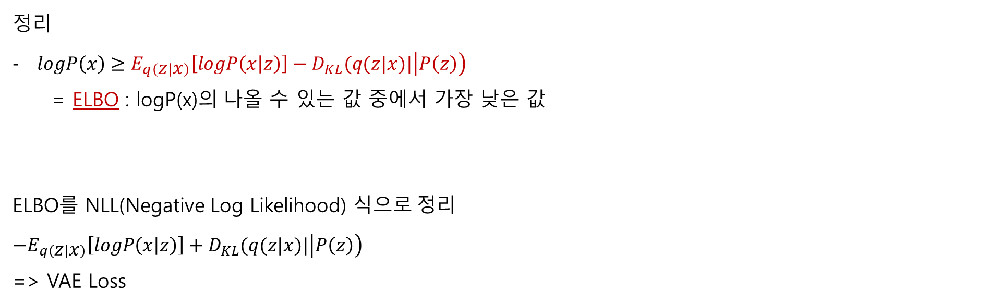 정리
- logP(x) ≥ E_{q(z|x)}[logP(x|z)] − D_{KL}(q(z|x)||P(z))
= ELBO : logP(x)의 나올 수 있는 값 중에서 가장 낮은 값
ELBO를 NLL(Negative Log Likelihood) 식으로 정리
−E_{q(z|x)}[logP(x|z)] + D_{KL}(q(z|x)||P(z))
=> VAE Loss